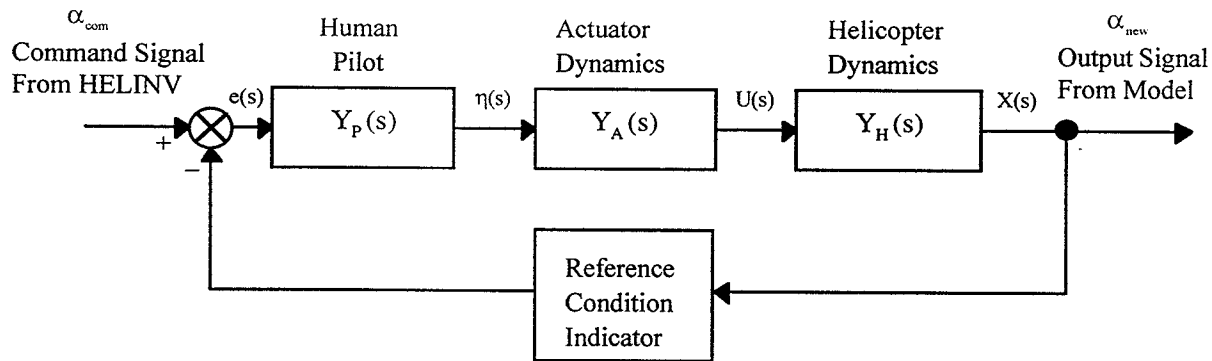 α_com
Command Signal
From HELINV
Human
Pilot
Actuator
Dynamics
Helicopter
Dynamics
α_new
Output Signal
From Model
e(s)
Y_P(s)
η(s)
Y_A(s)
U(s)
Y_H(s)
X(s)
+
−
Reference
Condition
Indicator